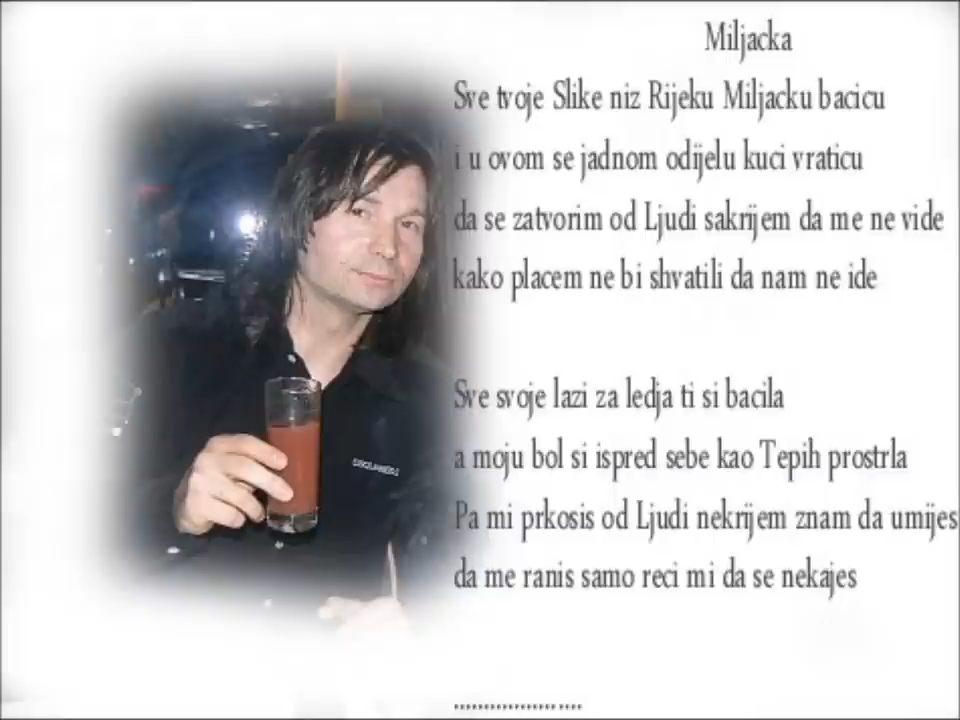 Miljacka
Sve tvoje Slike niz Rijeku Miljacku bacicu
i u ovom se jadnom odijelu kuci vraticu
da se zatvorim od Ljudi sakrijem da me ne vide
kako placem ne bi shvatili da nam ne ide
Sve svoje lazi za ledja ti si bacila
a moju bol si ispred sebe kao Tepih prostrla
Pa mi prkosis od Ljudi nekrijem znam da umijes
da me ranis samo reci mi da se nekajes
......................